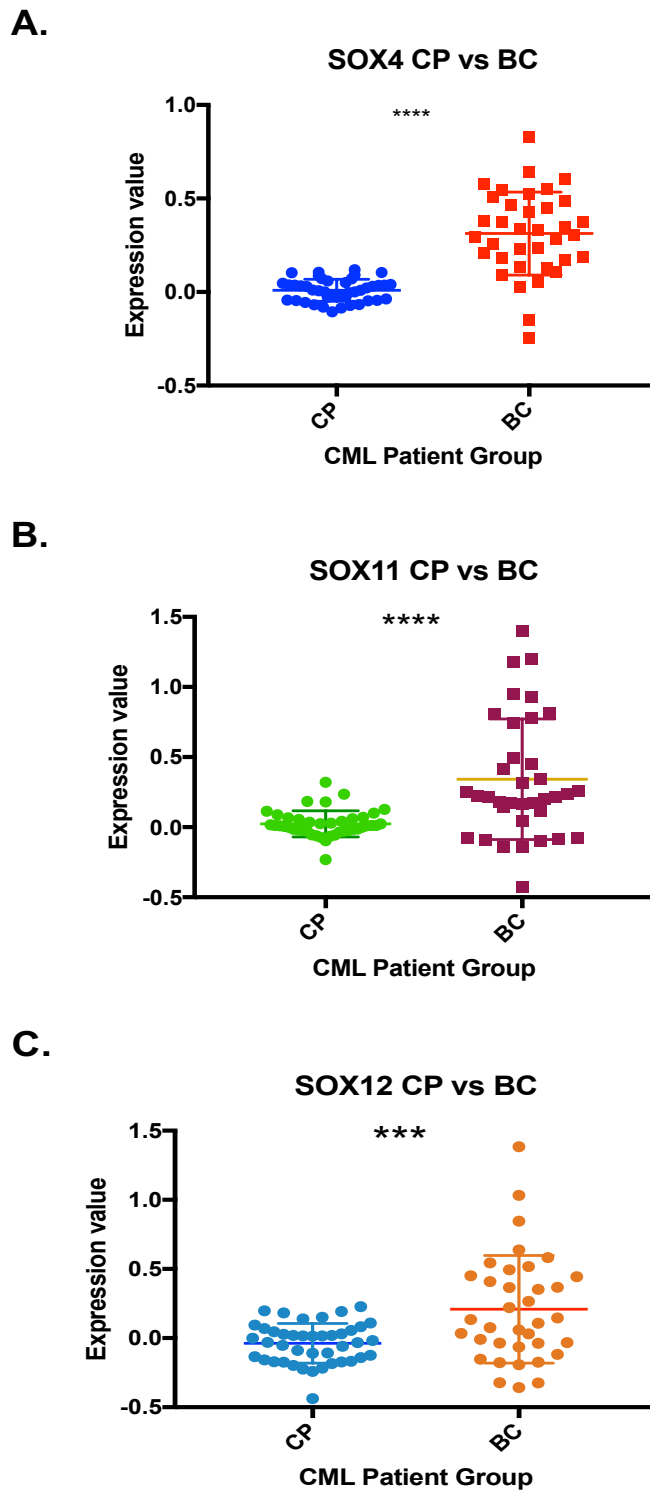 A.
SOX4 CP vs BC
****
1.0
0.5
0.0
-0.5
Expression value
CP
BC
CML Patient Group
B.
SOX11 CP vs BC
****
1.5
1.0
0.5
0.0
-0.5
Expression value
CP
BC
CML Patient Group
C.
SOX12 CP vs BC
***
1.5
1.0
0.5
0.0
-0.5
Expression value
CP
BC
CML Patient Group